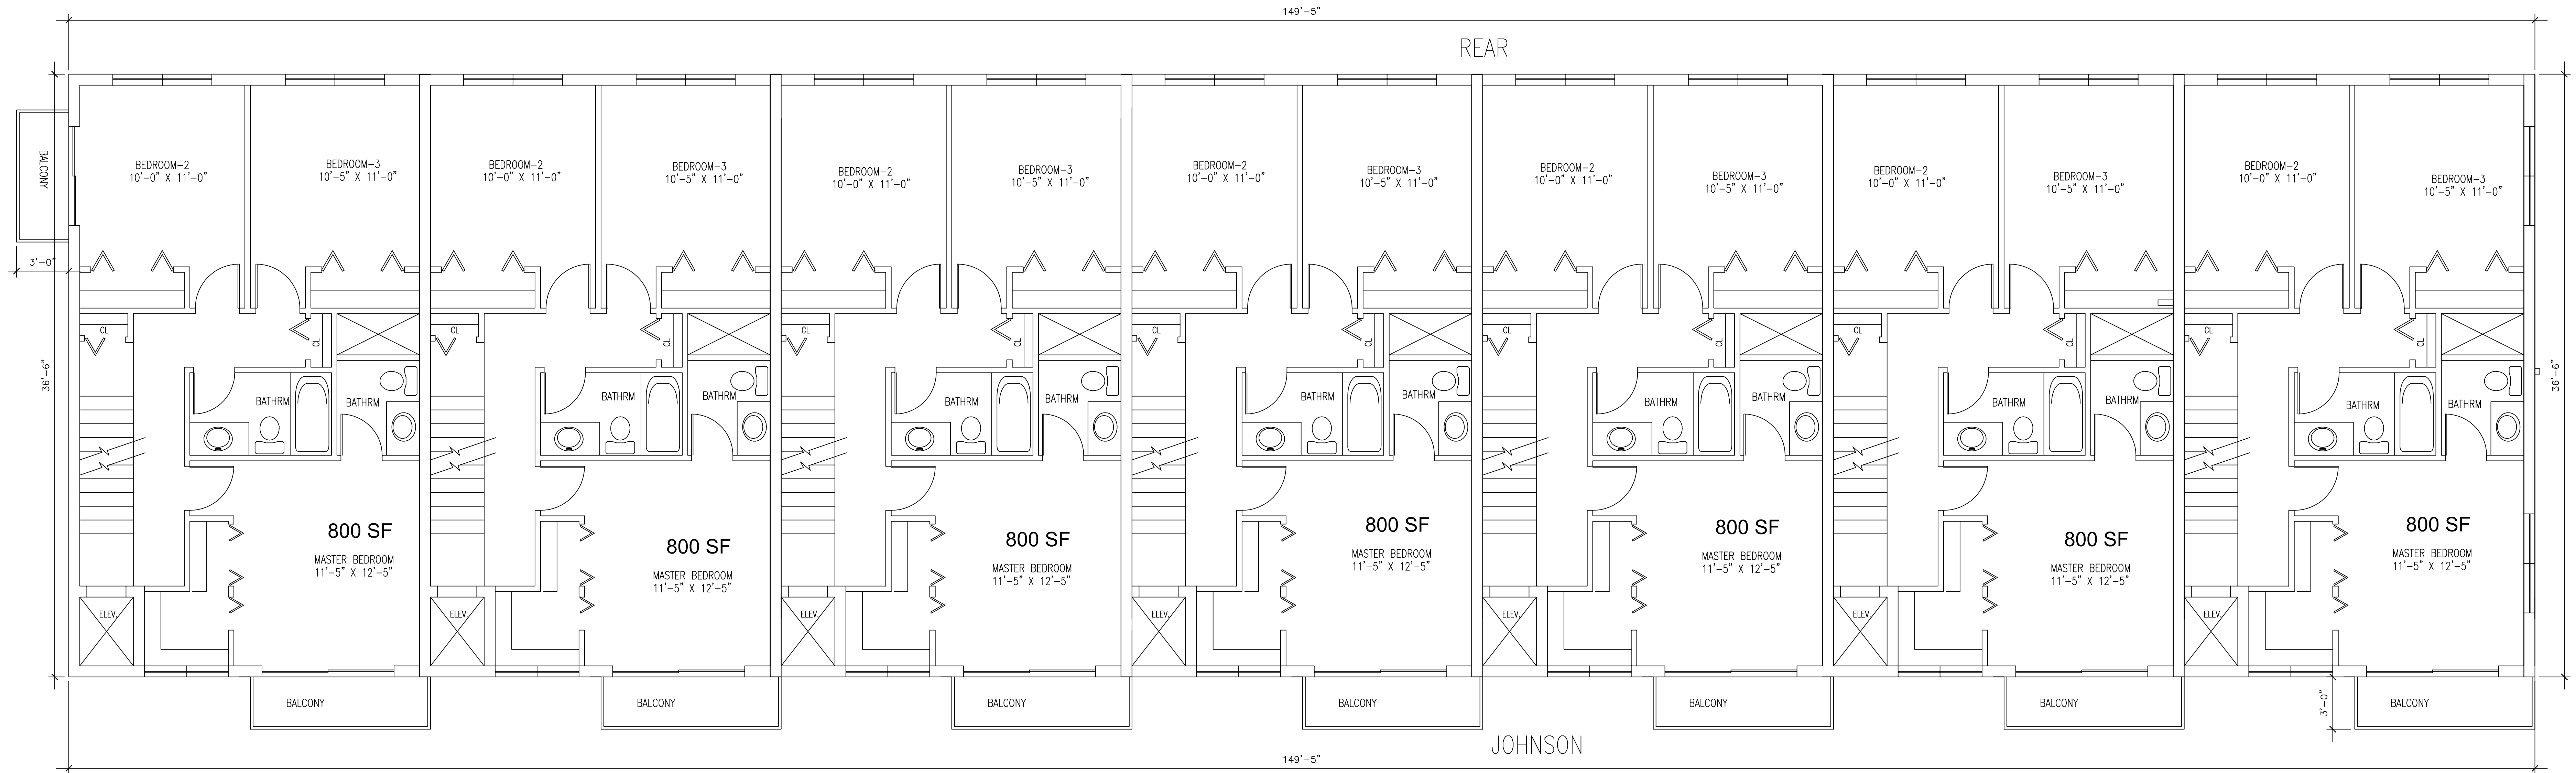 149'-5"
REAR
BALCONY
3'-0"
36'-6"
36'-6"
BEDROOM-2
10'-0" X 11'-0"
BEDROOM-3
10'-5" X 11'-0"
BEDROOM-2
10'-0" X 11'-0"
BEDROOM-3
10'-5" X 11'-0"
BEDROOM-2
10'-0" X 11'-0"
BEDROOM-3
10'-5" X 11'-0"
BEDROOM-2
10'-0" X 11'-0"
BEDROOM-3
10'-5" X 11'-0"
BEDROOM-2
10'-0" X 11'-0"
BEDROOM-3
10'-5" X 11'-0"
BEDROOM-2
10'-0" X 11'-0"
BEDROOM-3
10'-5" X 11'-0"
BEDROOM-2
10'-0" X 11'-0"
BEDROOM-3
10'-5" X 11'-0"
CL
CL
CL
CL
CL
CL
CL
CL
CL
CL
CL
CL
CL
CL
BATHRM
BATHRM
BATHRM
BATHRM
BATHRM
BATHRM
BATHRM
BATHRM
BATHRM
BATHRM
BATHRM
BATHRM
BATHRM
BATHRM
800 SF
MASTER BEDROOM
11'-5" X 12'-5"
800 SF
MASTER BEDROOM
11'-5" X 12'-5"
800 SF
MASTER BEDROOM
11'-5" X 12'-5"
800 SF
MASTER BEDROOM
11'-5" X 12'-5"
800 SF
MASTER BEDROOM
11'-5" X 12'-5"
800 SF
MASTER BEDROOM
11'-5" X 12'-5"
800 SF
MASTER BEDROOM
11'-5" X 12'-5"
ELEV.
ELEV.
ELEV.
ELEV.
ELEV.
ELEV.
ELEV.
BALCONY
BALCONY
BALCONY
BALCONY
BALCONY
BALCONY
3'-0"
BALCONY
JOHNSON
149'-5"